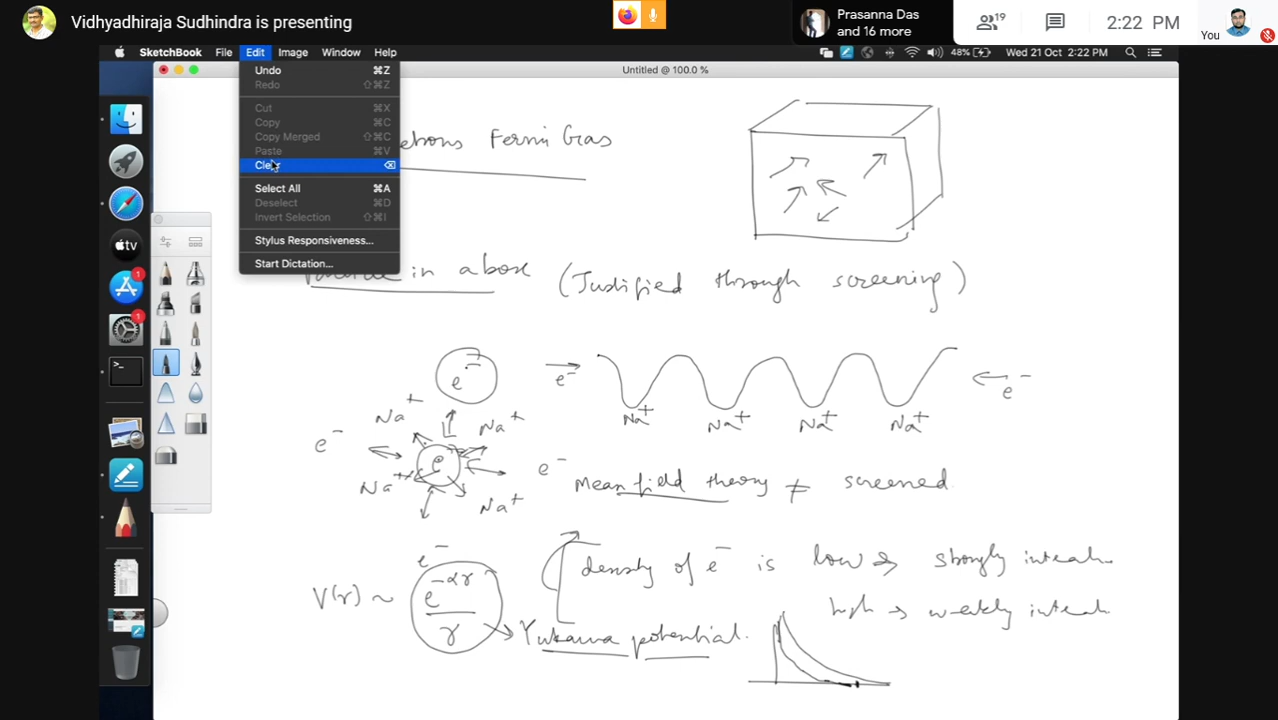 Vidhyadhiraja Sudhindra is presenting
Prasanna Das
and 16 more
19
2:22 PM
You
SketchBook File Edit Image Window Help
48% Wed 21 Oct 2:22 PM
Untitled @ 100.0 %
Undo ⌘Z
Redo ⇧⌘Z
Cut ⌘X
Copy ⌘C
Copy Merged ⇧⌘C
Paste ⌘V
Select All ⌘A
Deselect ⌘D
Invert Selection ⇧⌘I
Stylus Responsiveness...
Start Dictation...
tv
1
1
Fermi Gas
in a box (Justified through screening)
e⁻
e⁻
Na⁺ Na⁺ Na⁺ Na⁺
e⁻
Na⁺ Na⁺
e⁻ e e⁻
Na⁺ Na⁺
Mean field theory ≠ screened
e⁻
V(r) ~ e^-αr / r
density of e⁻ is low → strongly
high → weakly
Yukawa potential.